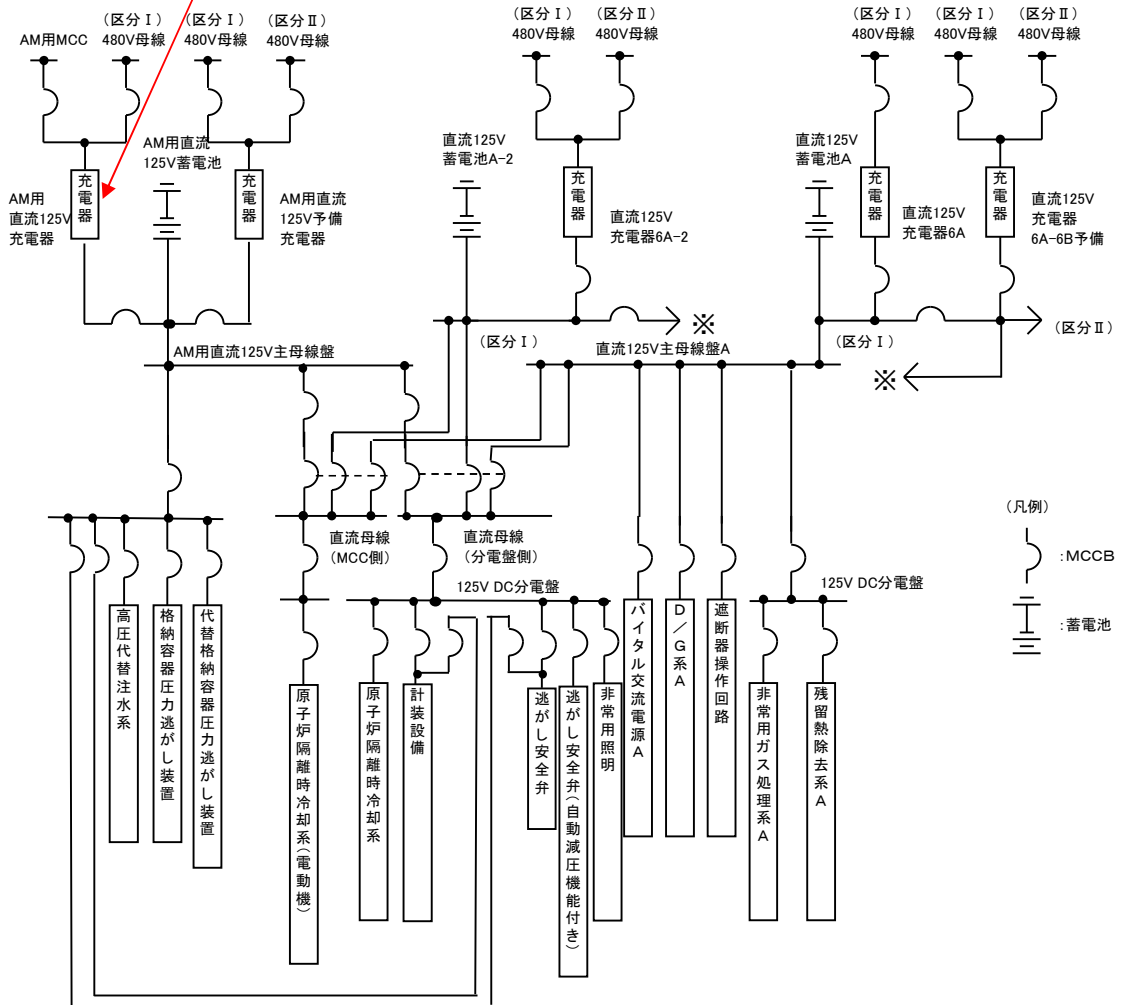 (区分Ⅰ) (区分Ⅰ) (区分Ⅱ)
AM用MCC 480V母線 480V母線 480V母線
(区分Ⅰ) (区分Ⅱ)
480V母線 480V母線
(区分Ⅰ) (区分Ⅰ) (区分Ⅱ)
480V母線 480V母線 480V母線
AM用
直流125V
充電器
充電器
AM用直流
125V蓄電池
充電器
AM用直流
125V予備
充電器
直流125V
蓄電池A-2
充電器
直流125V
充電器6A-2
直流125V
蓄電池A
充電器
直流125V
充電器6A
充電器
直流125V
充電器
6A-6B予備
※
(区分Ⅱ)
AM用直流125V主母線盤
(区分Ⅰ)
直流125V主母線盤A
(区分Ⅰ)
※
直流母線
(MCC側)
直流母線
(分電盤側)
125V DC分電盤
125V DC分電盤
高圧代替注水系
格納容器圧力逃がし装置
代替格納容器圧力逃がし装置
原子炉隔離時冷却系(電動機)
原子炉隔離時冷却系
計装設備
逃がし安全弁
逃がし安全弁(自動減圧機能付き)
非常用照明
バイタル交流電源A
D/G系A
遮断器操作回路
非常用ガス処理系A
残留熱除去系A
(凡例)
:MCCB
:蓄電池